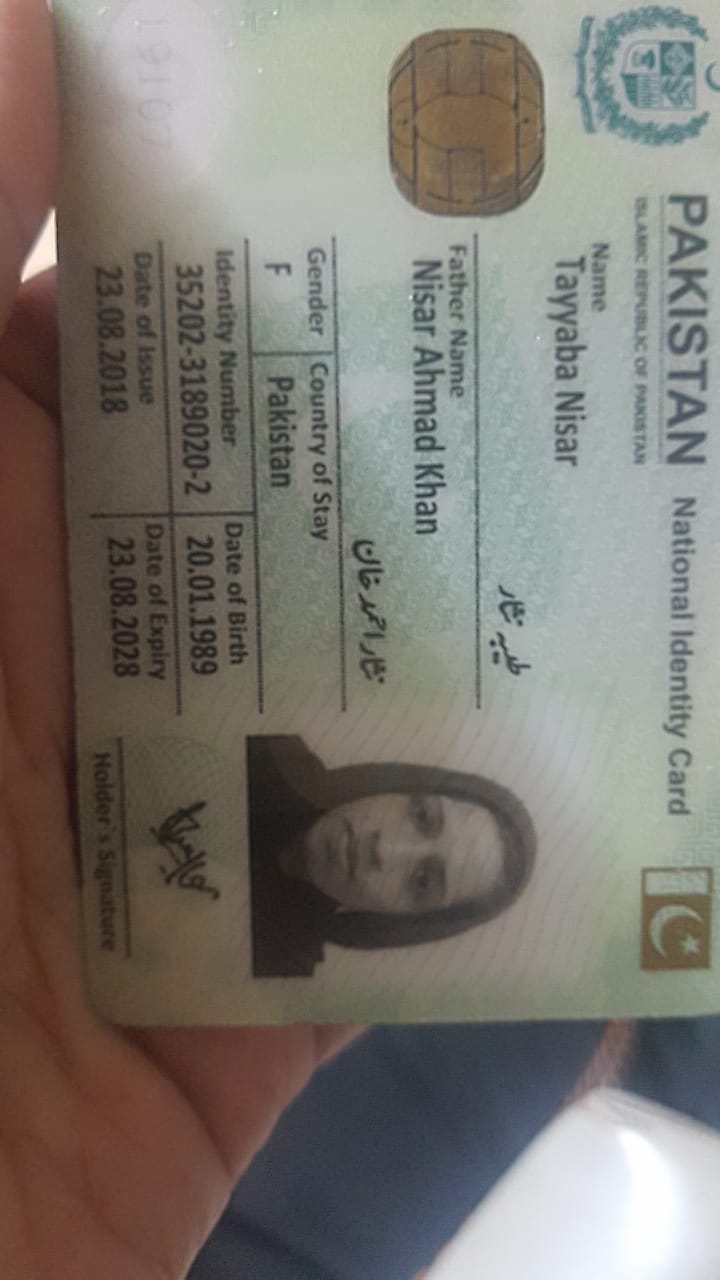 PAKISTAN National Identity Card
ISLAMIC REPUBLIC OF PAKISTAN
Name
Tayyaba Nisar
طیبہ نثار
Father Name
Nisar Ahmad Khan
نثار احمد خان
Gender Country of Stay
F Pakistan
Identity Number Date of Birth
35202-3189020-2 20.01.1989
Date of Issue Date of Expiry
23.08.2018 23.08.2028
Holder's Signature